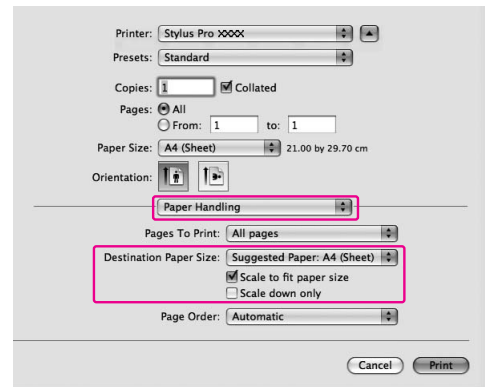 Printer: Stylus Pro XXXX
Presets: Standard
Copies: 1 Collated
Pages: All
From: 1 to: 1
Paper Size: A4 (Sheet) 21.00 by 29.70 cm
Orientation:
Paper Handling
Pages To Print: All pages
Destination Paper Size: Suggested Paper: A4 (Sheet)
Scale to fit paper size
Scale down only
Page Order: Automatic
Cancel Print